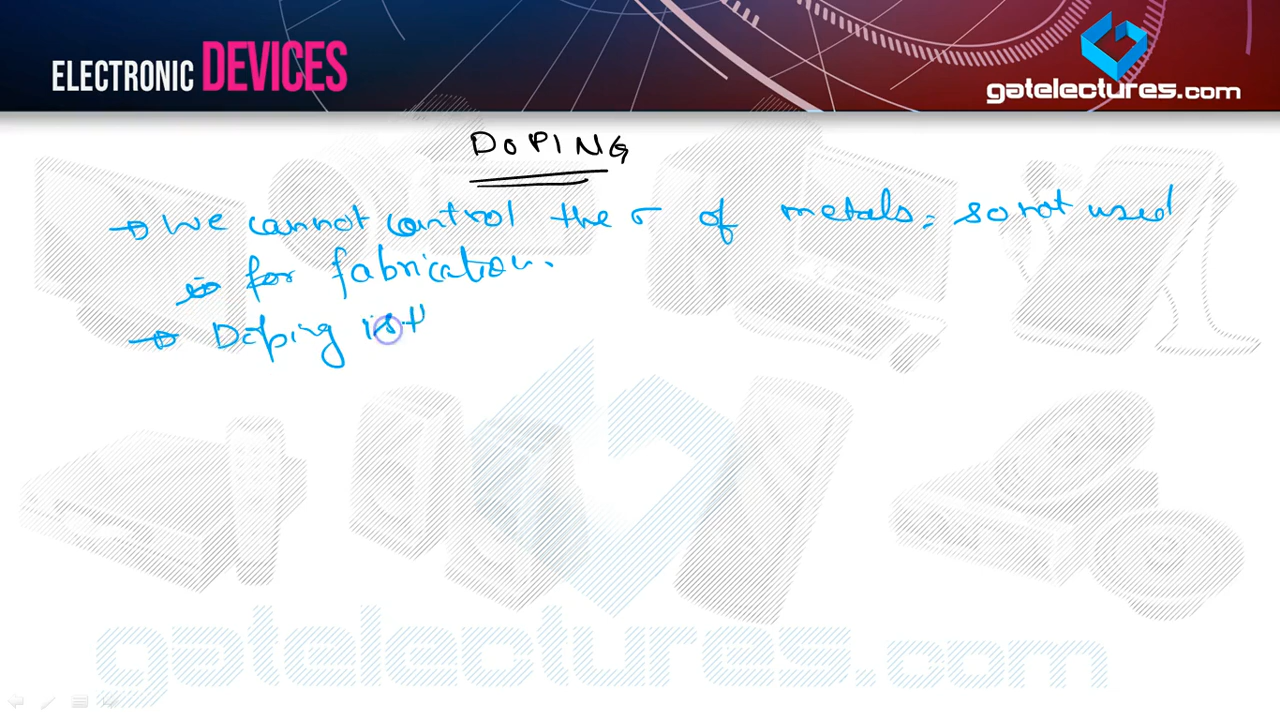 ELECTRONIC DEVICES
gatelectures.com
DOPING
→ We cannot control the σ of metals, so not used
for fabrication.
→ Doping is
gatelectures.com